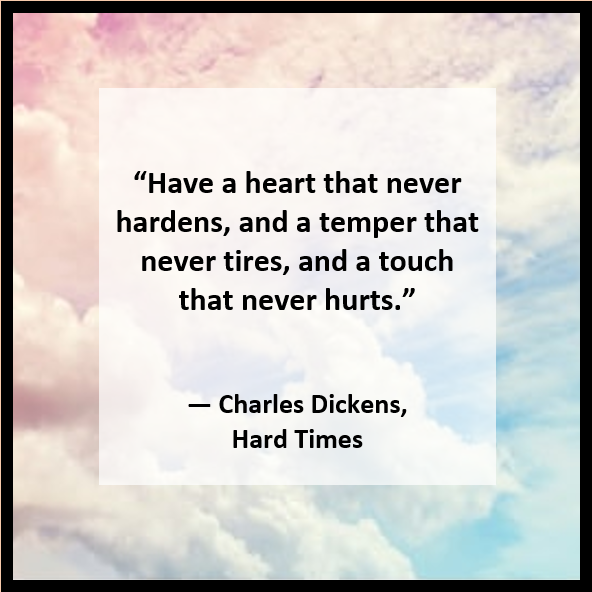 “Have a heart that never
hardens, and a temper that
never tires, and a touch
that never hurts.”
— Charles Dickens,
Hard Times